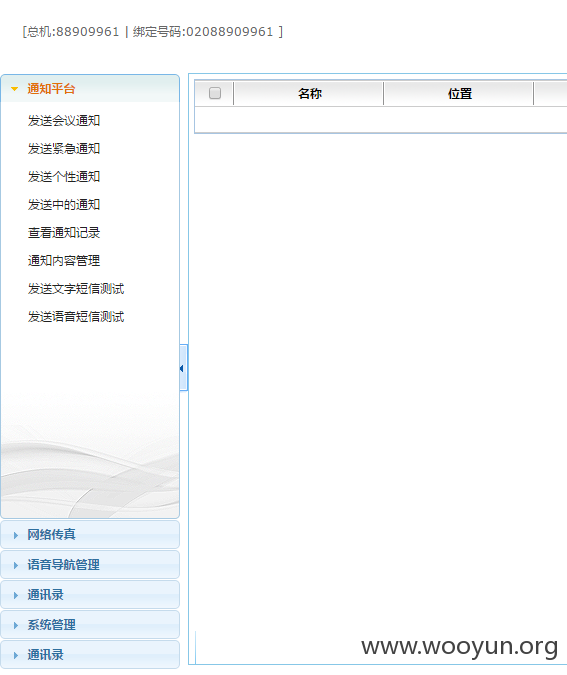 [总机:88909961 | 绑定号码:02088909961 ]
通知平台
发送会议通知
发送紧急通知
发送个性通知
发送中的通知
查看通知记录
通知内容管理
发送文字短信测试
发送语音短信测试
网络传真
语音导航管理
通讯录
系统管理
通讯录
名称 位置
www.wooyun.org